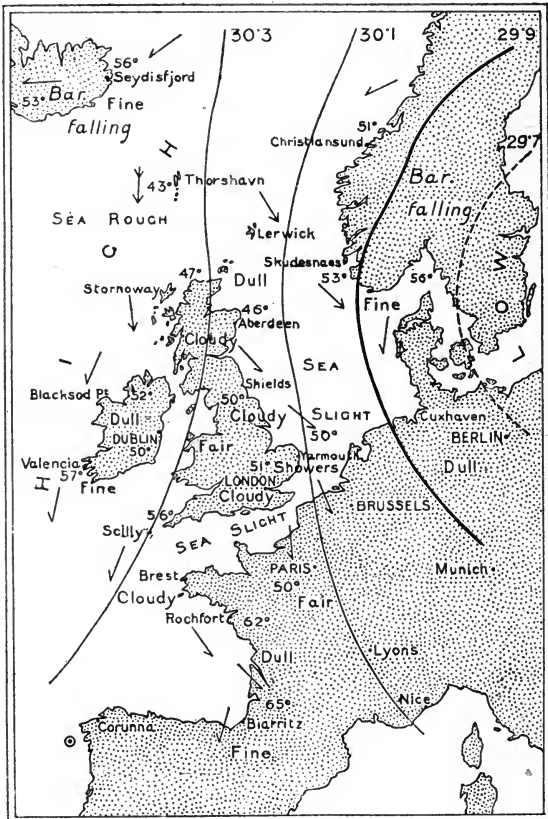 30·3
30·1
29·9
56°
Seydisfjord
53°
Bar.
Fine
falling
51°
Christiansund
29·7
H
43°
Thorshavn
Bar.
falling
SEA ROUGH
Lerwick
G
Skudesnaes
53°
56°
W
47°
Dull
Stornoway
Fine
O
46°
Aberdeen
Cloudy
SEA
L
I
Shields
Blacksod Pt.
52°
50°
Cloudy
SLIGHT
Dull
DUBLIN
50°
50°
Cuxhaven
BERLIN
Fair
Yarmouth
Valencia
57°
51°
Showers
Dull
H
Fine
LONDON
Cloudy
BRUSSELS
56°
Scilly
SEA SLIGHT
PARIS
50°
Munich
Brest
Cloudy
Fair
Rochfort
62°
Dull
Lyons
65°
Nice
Corunna
Biarritz
Fine